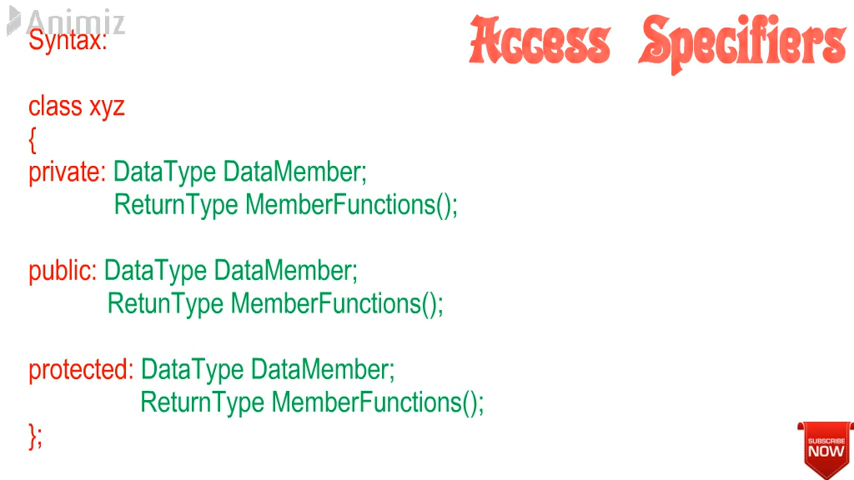 Animiz
Access Specifiers
Syntax:
class xyz
{
private: DataType DataMember;
ReturnType MemberFunctions();
public: DataType DataMember;
RetunType MemberFunctions();
protected: DataType DataMember;
ReturnType MemberFunctions();
};
SUBSCRIBE
NOW